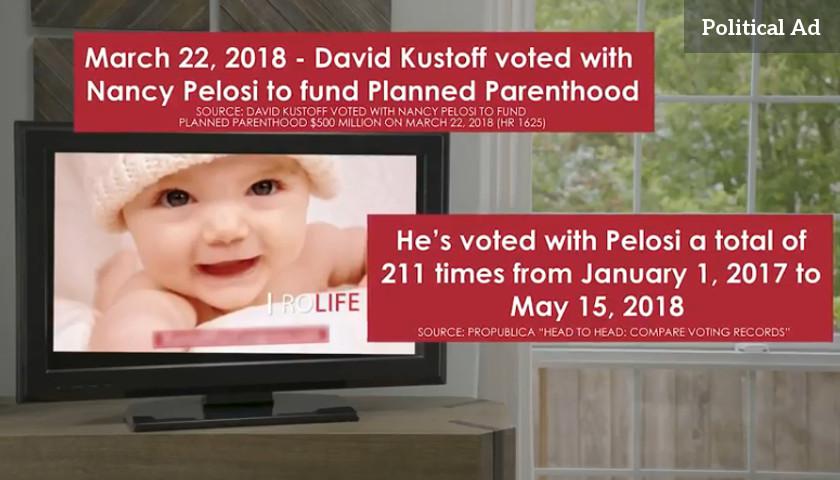 Political Ad
March 22, 2018 - David Kustoff voted with
Nancy Pelosi to fund Planned Parenthood
SOURCE: DAVID KUSTOFF VOTED WITH NANCY PELOSI TO FUND
PLANNED PARENTHOOD $500 MILLION ON MARCH 22, 2018 (HR 1625)
He's voted with Pelosi a total of
211 times from January 1, 2017 to
May 15, 2018
SOURCE: PROPUBLICA "HEAD TO HEAD: COMPARE VOTING RECORDS"
LIFE